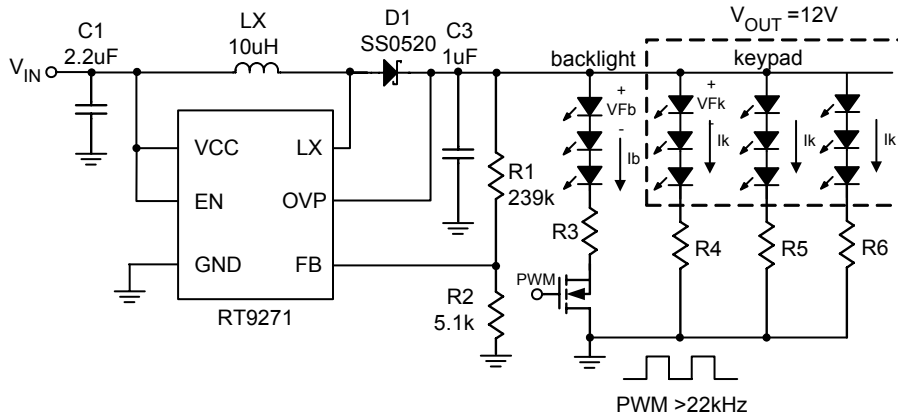 LX
10uH
D1
SS0520
C1
2.2uF
C3
1uF
VOUT =12V
VIN
backlight
keypad
+
VFb
-
Ib
+
VFk
-
Ik
Ik
Ik
VCC
LX
EN
OVP
GND
FB
RT9271
R1
239k
R2
5.1k
R3
R4
R5
R6
PWM
PWM >22kHz